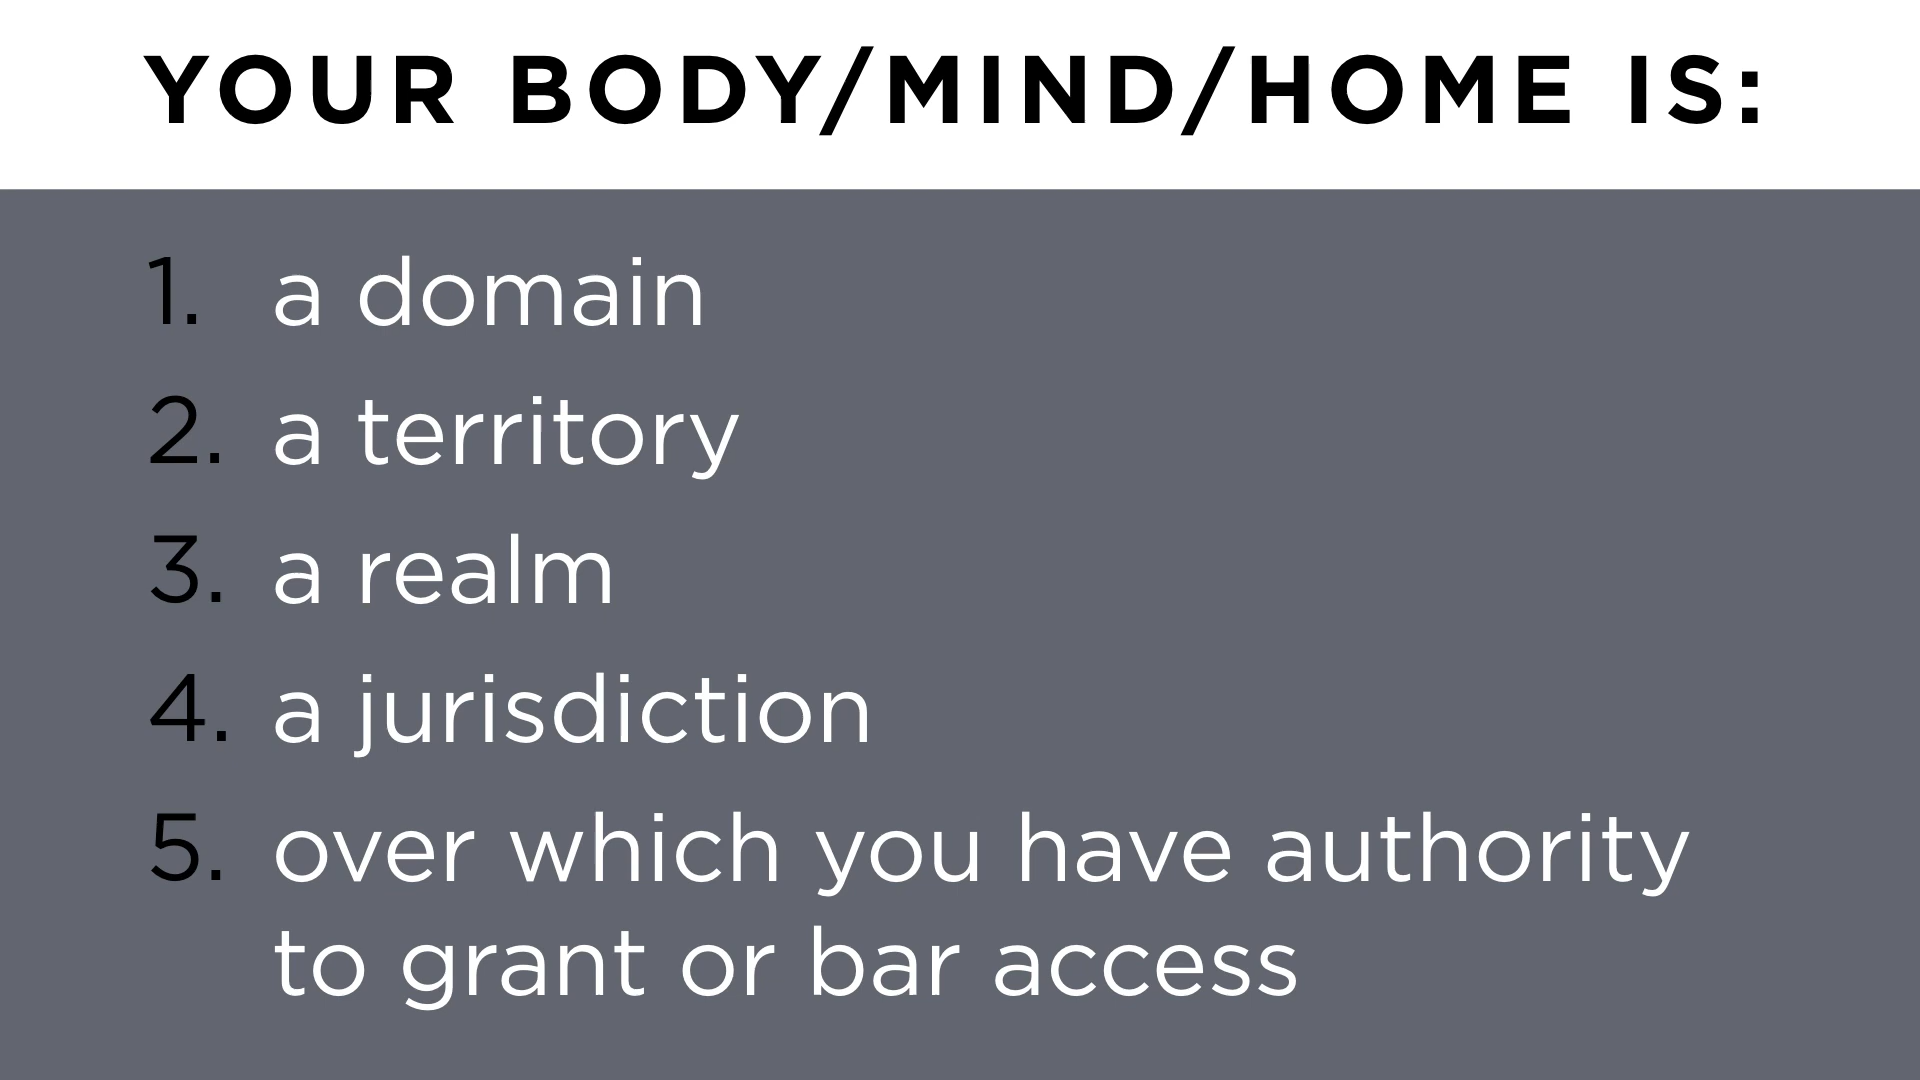 YOUR BODY/MIND/HOME IS:
1. a domain
2. a territory
3. a realm
4. a jurisdiction
5. over which you have authority
to grant or bar access